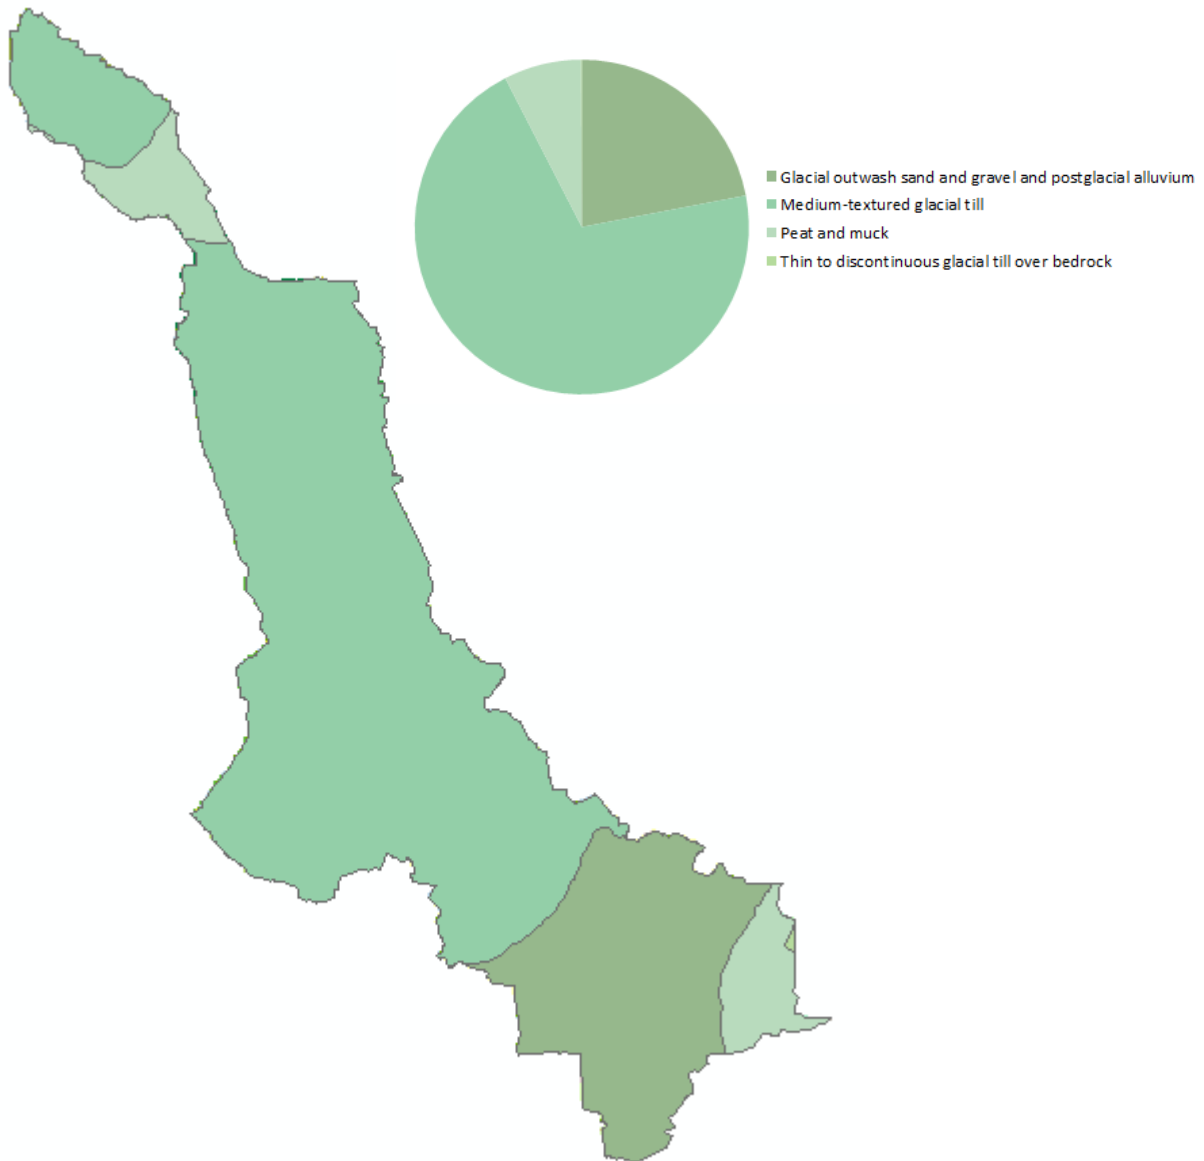 Glacial outwash sand and gravel and postglacial alluvium
Medium-textured glacial till
Peat and muck
Thin to discontinuous glacial till over bedrock